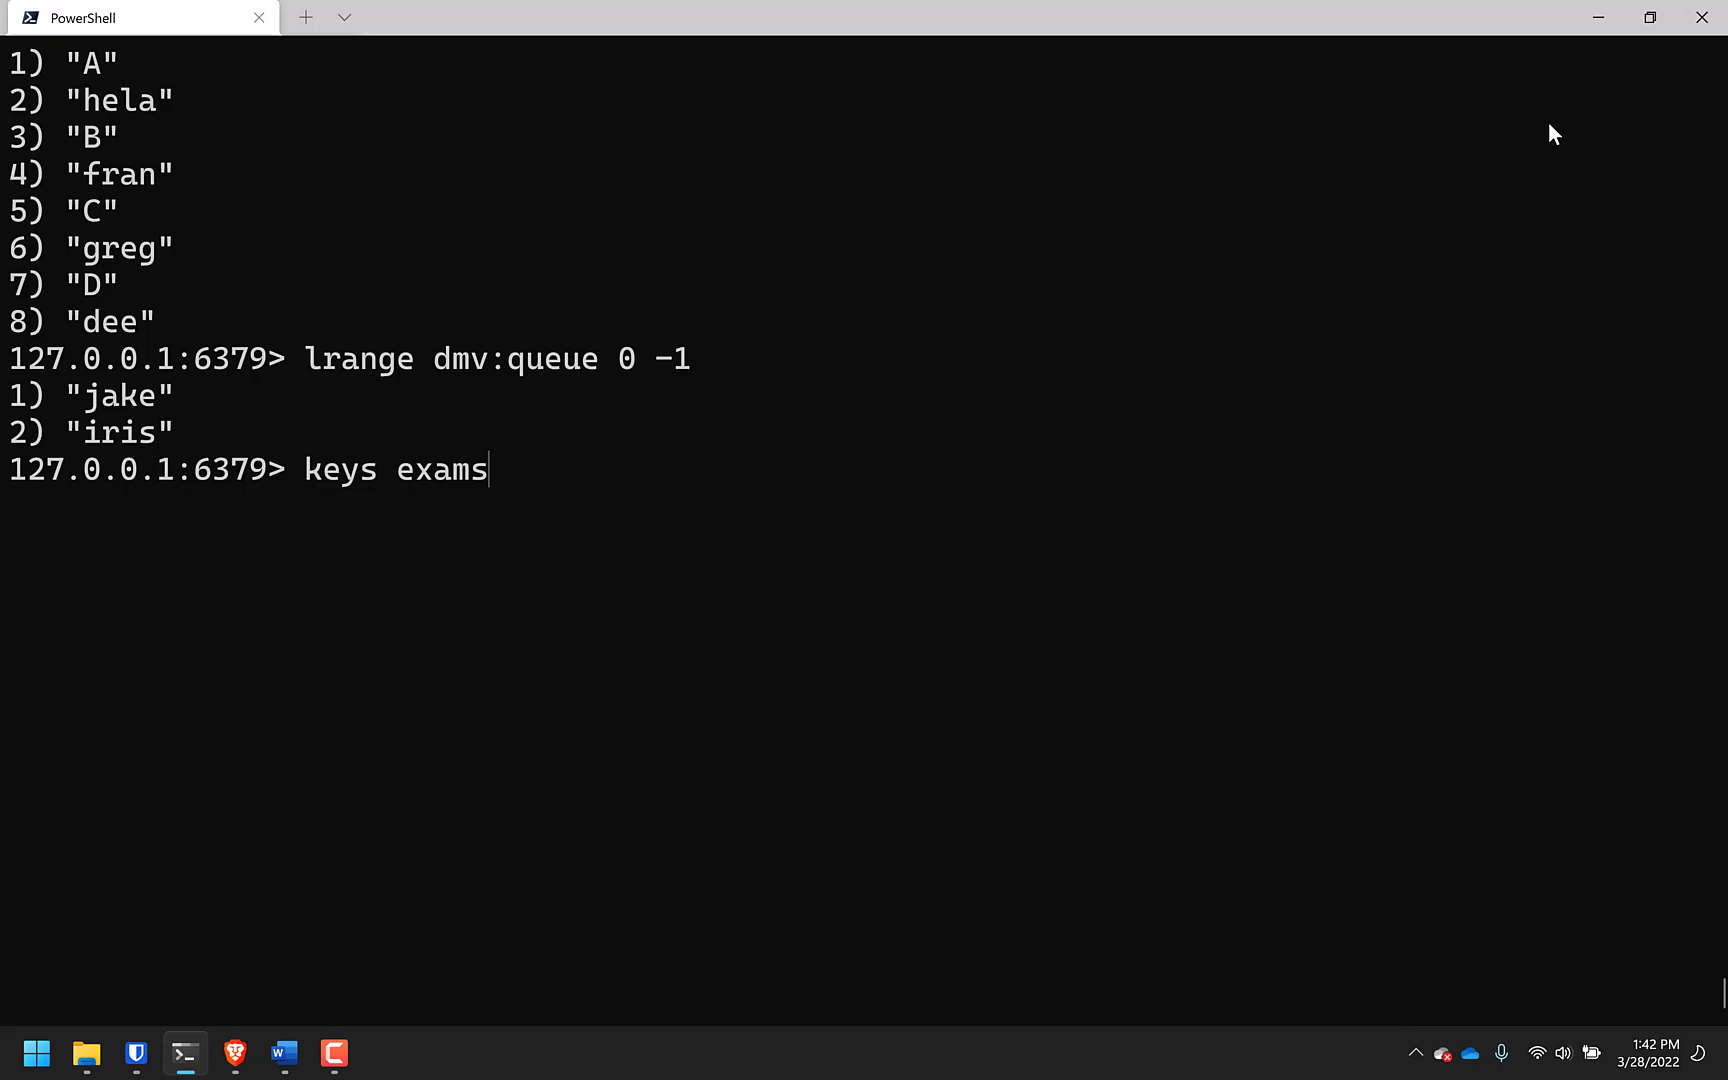 PowerShell
1) "A"
2) "hela"
3) "B"
4) "fran"
5) "C"
6) "greg"
7) "D"
8) "dee"
127.0.0.1:6379> lrange dmv:queue 0 -1
1) "jake"
2) "iris"
127.0.0.1:6379> keys exams
W
1:42 PM
3/28/2022